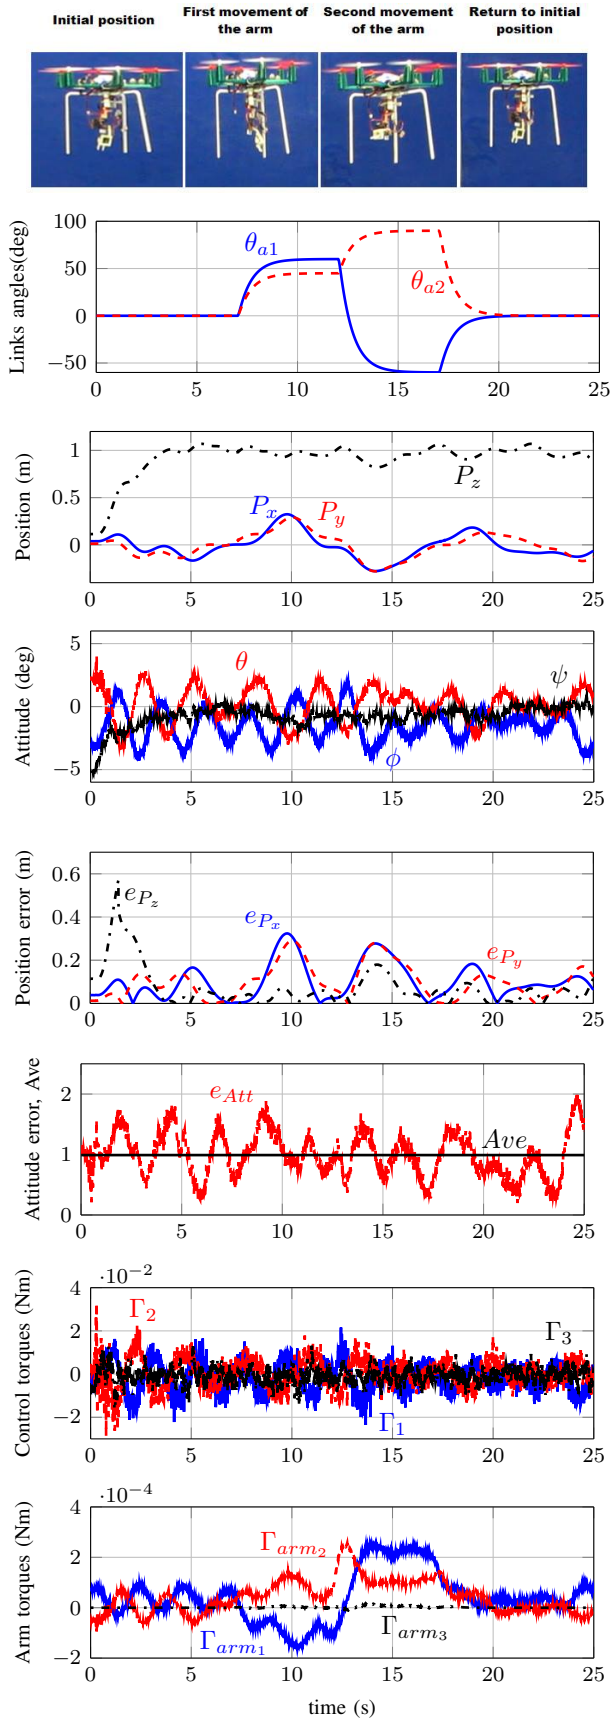 Initial position
First movement of
the arm
Second movement
of the arm
Return to initial
position
Links angles(deg)
100
50
0
−50
θa1
θa2
0 5 10 15 20 25
Position (m)
1
0.5
0
Px
Py
Pz
0 5 10 15 20 25
Attitude (deg)
5
0
−5
θ
ψ
ϕ
0 5 10 15 20 25
Position error (m)
0.6
0.4
0.2
0
ePz
ePx
ePy
0 5 10 15 20 25
Attitude error, Ave
2
1
0
eAtt
Ave
0 5 10 15 20 25
Control torques (Nm)
·10−2
4
2
0
−2
Γ2
Γ3
Γ1
0 5 10 15 20 25
Arm torques (Nm)
·10−4
4
2
0
−2
Γarm2
Γarm1
Γarm3
0 5 10 15 20 25
time (s)